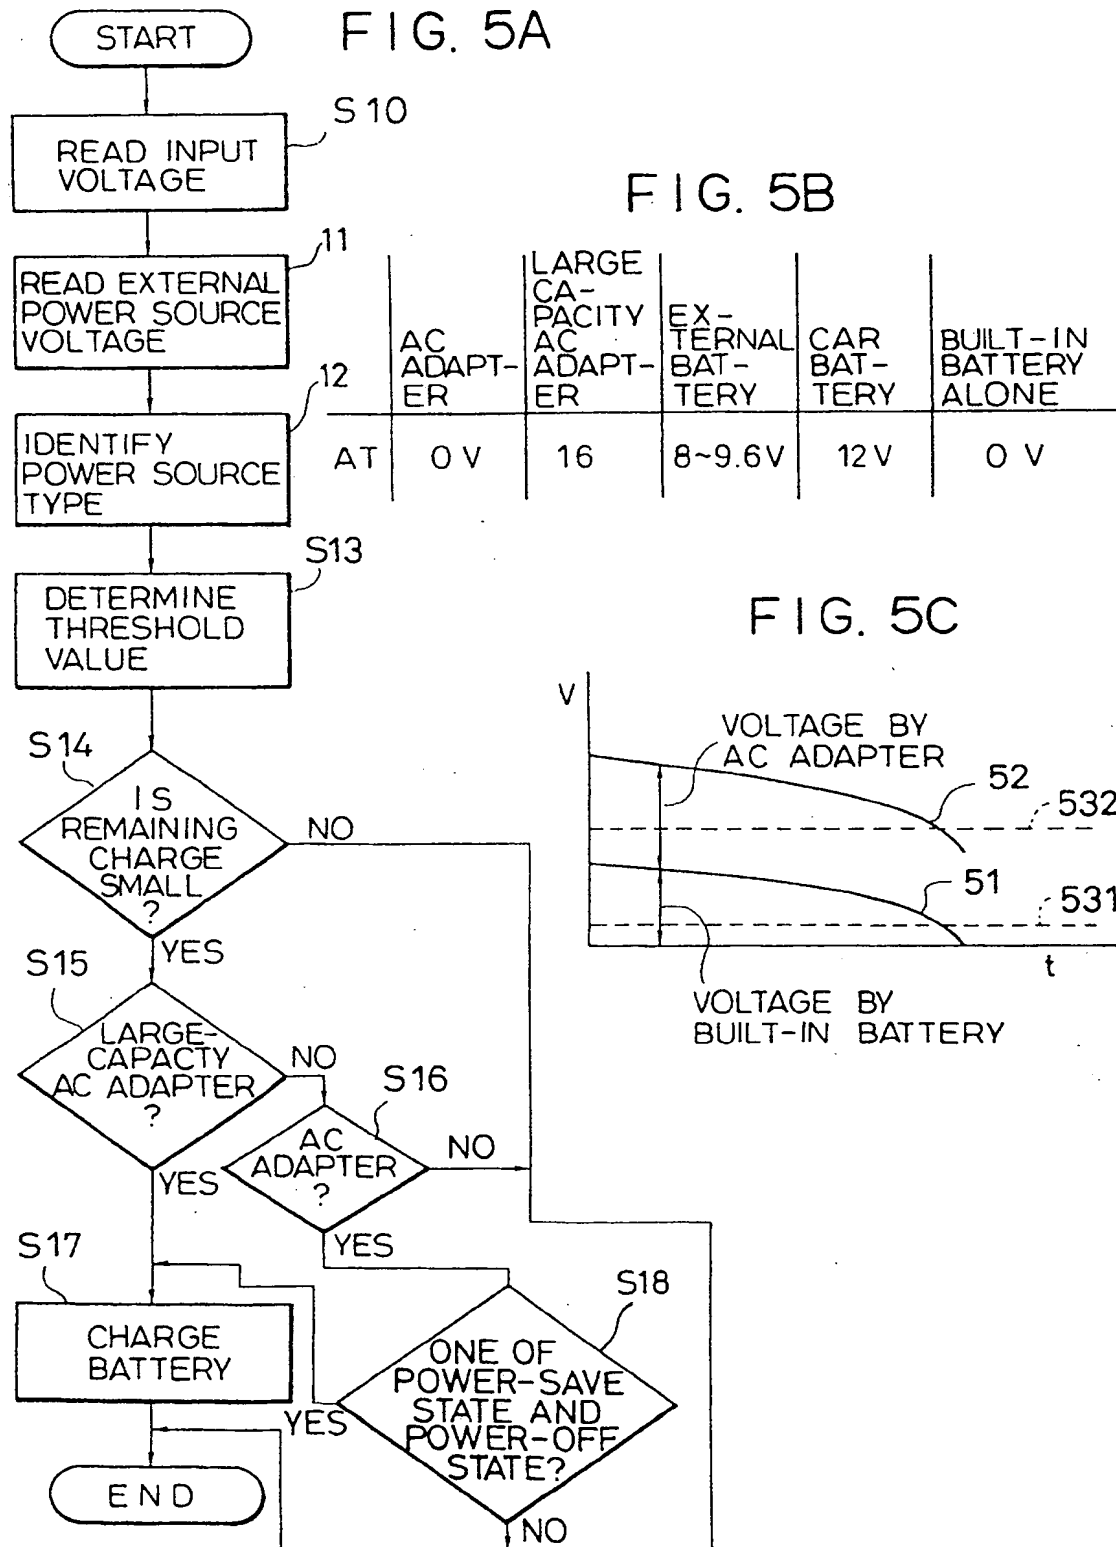 FIG. 5A
START
S10
READ INPUT
VOLTAGE
11
READ EXTERNAL
POWER SOURCE
VOLTAGE
12
IDENTIFY
POWER SOURCE
TYPE
S13
DETERMINE
THRESHOLD
VALUE
S14
IS
REMAINING
CHARGE
SMALL
?
NO
YES
S15
LARGE-
CAPACTY
AC ADAPTER
?
NO
YES
S16
AC
ADAPTER
?
NO
YES
S17
CHARGE
BATTERY
S18
ONE OF
POWER-SAVE
STATE AND
POWER-OFF
STATE?
YES
NO
END
FIG. 5B
AC
ADAPT-
ER
LARGE
CA-
PACITY
AC
ADAPT-
ER
EX-
TERNAL
BAT-
TERY
CAR
BAT-
TERY
BUILT-IN
BATTERY
ALONE
AT 0V 16 8~9.6V 12V 0 V
FIG. 5C
V
VOLTAGE BY
AC ADAPTER
52
532
51
531
t
VOLTAGE BY
BUILT-IN BATTERY